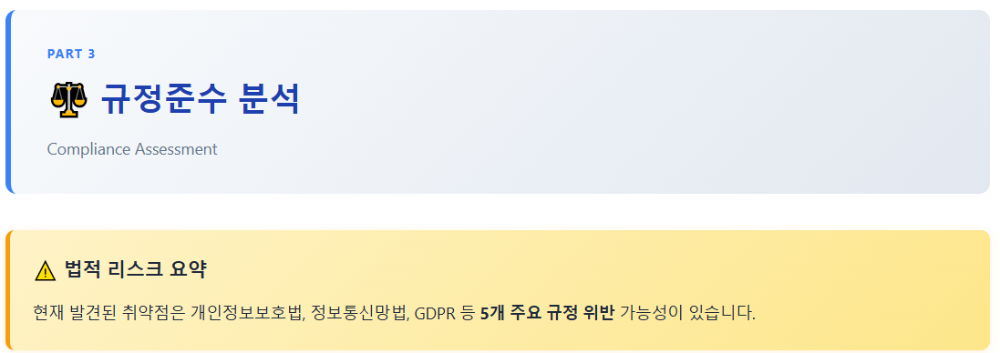 PART 3
규정준수 분석
Compliance Assessment
법적 리스크 요약
현재 발견된 취약점은 개인정보보호법, 정보통신망법, GDPR 등 5개 주요 규정 위반 가능성이 있습니다.